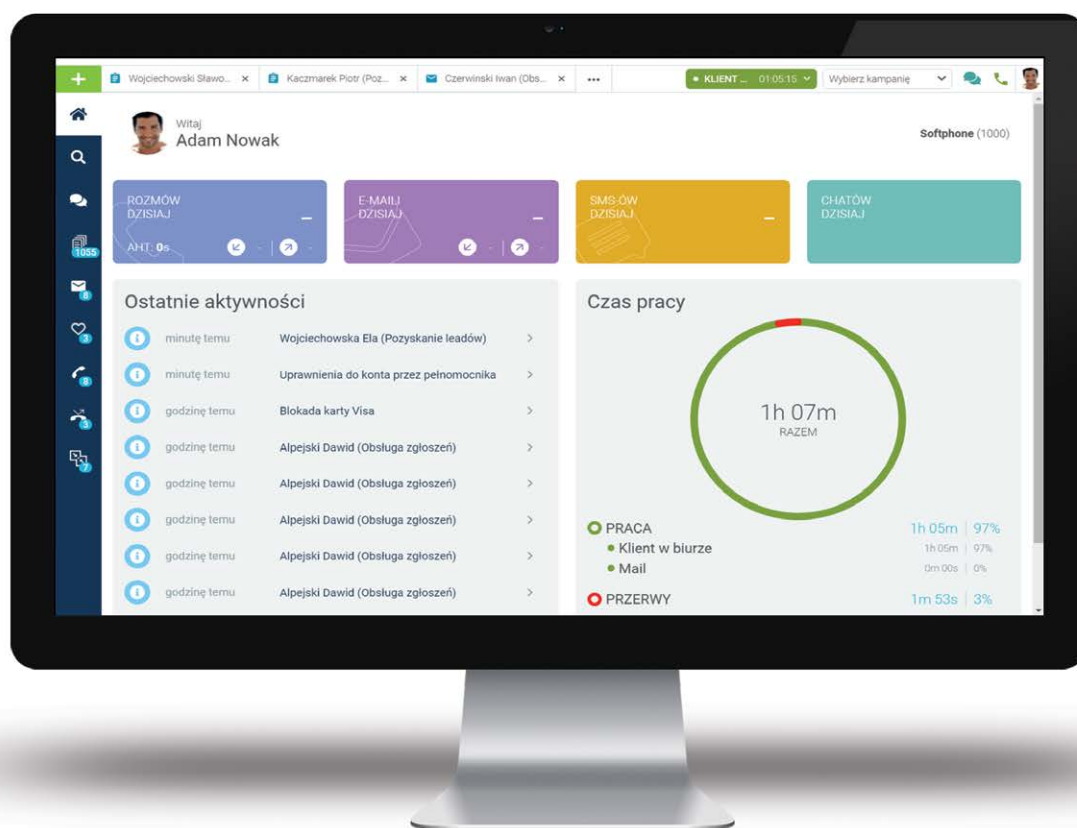 Wojciechowski Sławo...
Kaczmarek Piotr (Poz...
Czerwinski Iwan (Obs...
KLIENT ... 01:05:15
Wybierz kampanię
Witaj
Adam Nowak
Softphone (1000)
ROZMÓW
DZISIAJ
–
AHT: 0s
- | -
E-MAILI
DZISIAJ
–
- | -
SMS-ÓW
DZISIAJ
–
CHATÓW
DZISIAJ
1055
8
3
8
3
7
Ostatnie aktywności
minutę temu Wojciechowska Ela (Pozyskanie leadów)
minutę temu Uprawnienia do konta przez pełnomocnika
godzinę temu Blokada karty Visa
godzinę temu Alpejski Dawid (Obsługa zgłoszeń)
godzinę temu Alpejski Dawid (Obsługa zgłoszeń)
godzinę temu Alpejski Dawid (Obsługa zgłoszeń)
godzinę temu Alpejski Dawid (Obsługa zgłoszeń)
godzinę temu Alpejski Dawid (Obsługa zgłoszeń)
Czas pracy
1h 07m
RAZEM
PRACA 1h 05m | 97%
Klient w biurze 1h 05m | 97%
Mail 0m 00s | 0%
PRZERWY 1m 53s | 3%